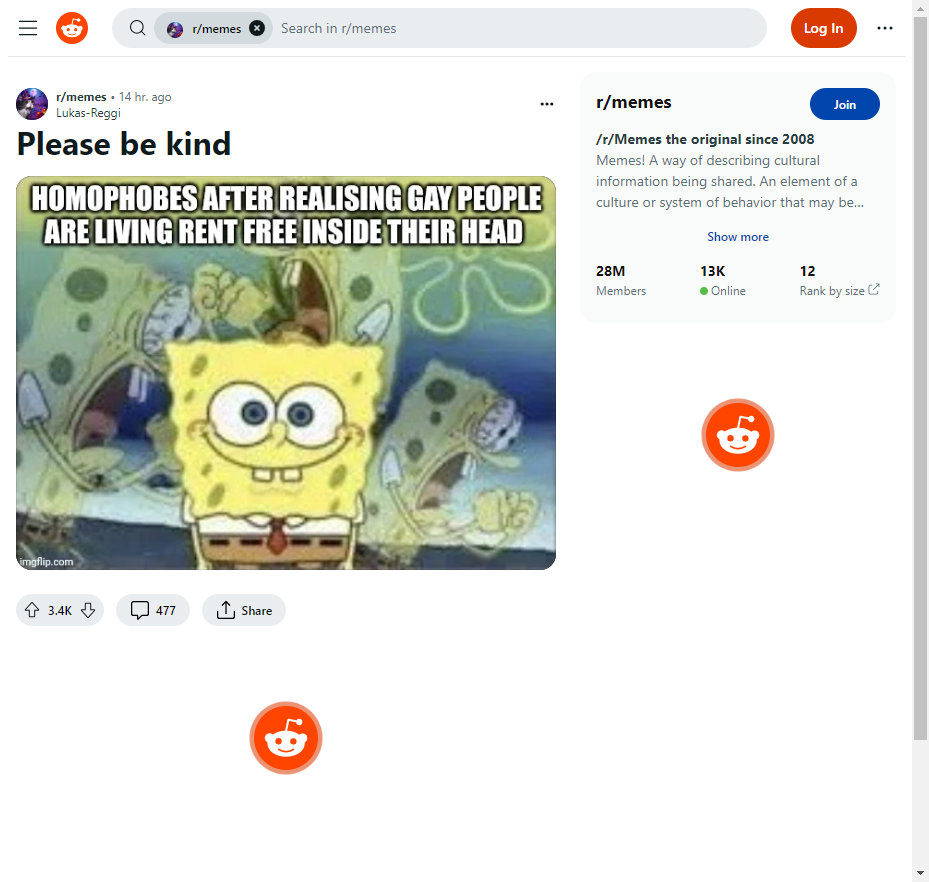 r/memes
Search in r/memes
Log In
r/memes • 14 hr. ago
Lukas-Reggi
Please be kind
HOMOPHOBES AFTER REALISING GAY PEOPLE
ARE LIVING RENT FREE INSIDE THEIR HEAD
imgflip.com
3.4K
477
Share
r/memes
Join
/r/Memes the original since 2008
Memes! A way of describing cultural
information being shared. An element of a
culture or system of behavior that may be...
Show more
28M
Members
13K
Online
12
Rank by size